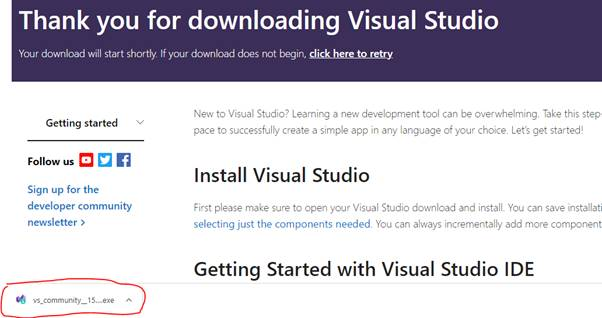 Thank you for downloading Visual Studio
Your download will start shortly. If your download does not begin, click here to retry
Getting started
New to Visual Studio? Learning a new development tool can be overwhelming. Take this step-
pace to successfully create a simple app in any language of your choice. Let's get started!
Follow us
Sign up for the
developer community
newsletter >
Install Visual Studio
First please make sure to open your Visual Studio download and install. You can save installati
selecting just the components needed. You can always incrementally add more component
Getting Started with Visual Studio IDE
vs_community__15....exe